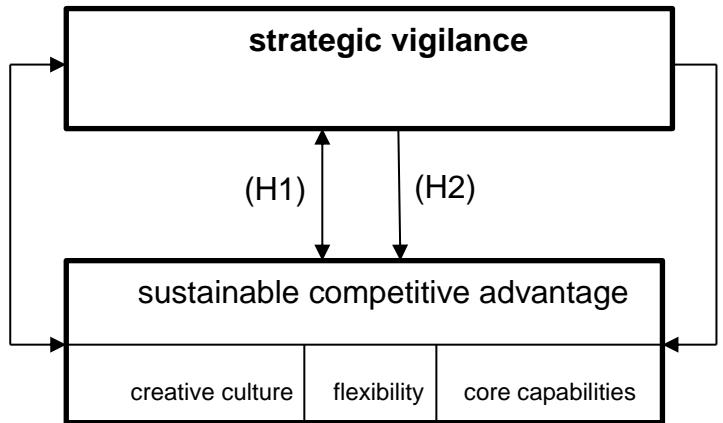 strategic vigilance
(H1)
(H2)
sustainable competitive advantage
creative culture
flexibility
core capabilities